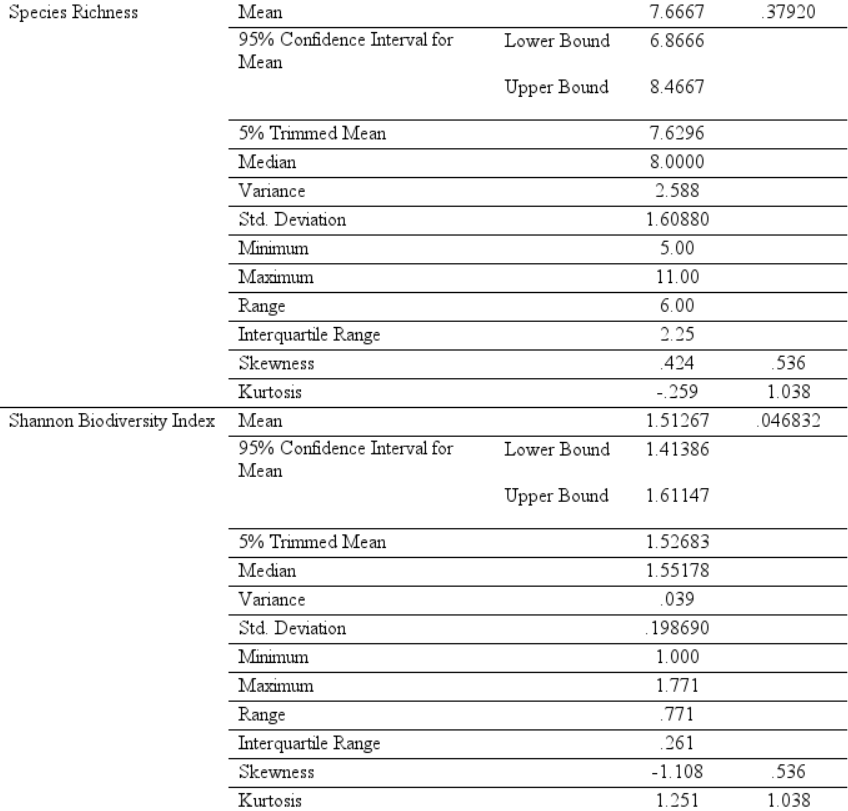 Species Richness Mean 7.6667 .37920
95% Confidence Interval for Lower Bound 6.8666
Mean
Upper Bound 8.4667
5% Trimmed Mean 7.6296
Median 8.0000
Variance 2.588
Std. Deviation 1.60880
Minimum 5.00
Maximum 11.00
Range 6.00
Interquartile Range 2.25
Skewness .424 .536
Kurtosis -.259 1.038
Shannon Biodiversity Index Mean 1.51267 .046832
95% Confidence Interval for Lower Bound 1.41386
Mean
Upper Bound 1.61147
5% Trimmed Mean 1.52683
Median 1.55178
Variance .039
Std. Deviation .198690
Minimum 1.000
Maximum 1.771
Range .771
Interquartile Range .261
Skewness -1.108 .536
Kurtosis 1.251 1.038